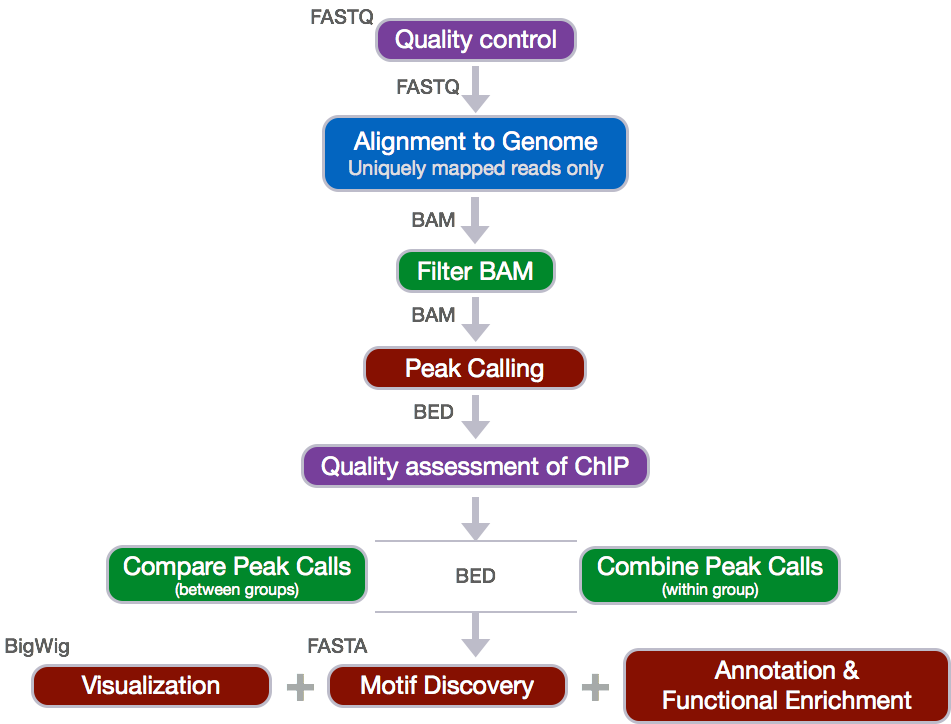 FASTQ
Quality control
FASTQ
Alignment to Genome
Uniquely mapped reads only
BAM
Filter BAM
BAM
Peak Calling
BED
Quality assessment of ChIP
Compare Peak Calls
(between groups)
BED
Combine Peak Calls
(within group)
BigWig
Visualization
+
FASTA
Motif Discovery
+
Annotation &
Functional Enrichment